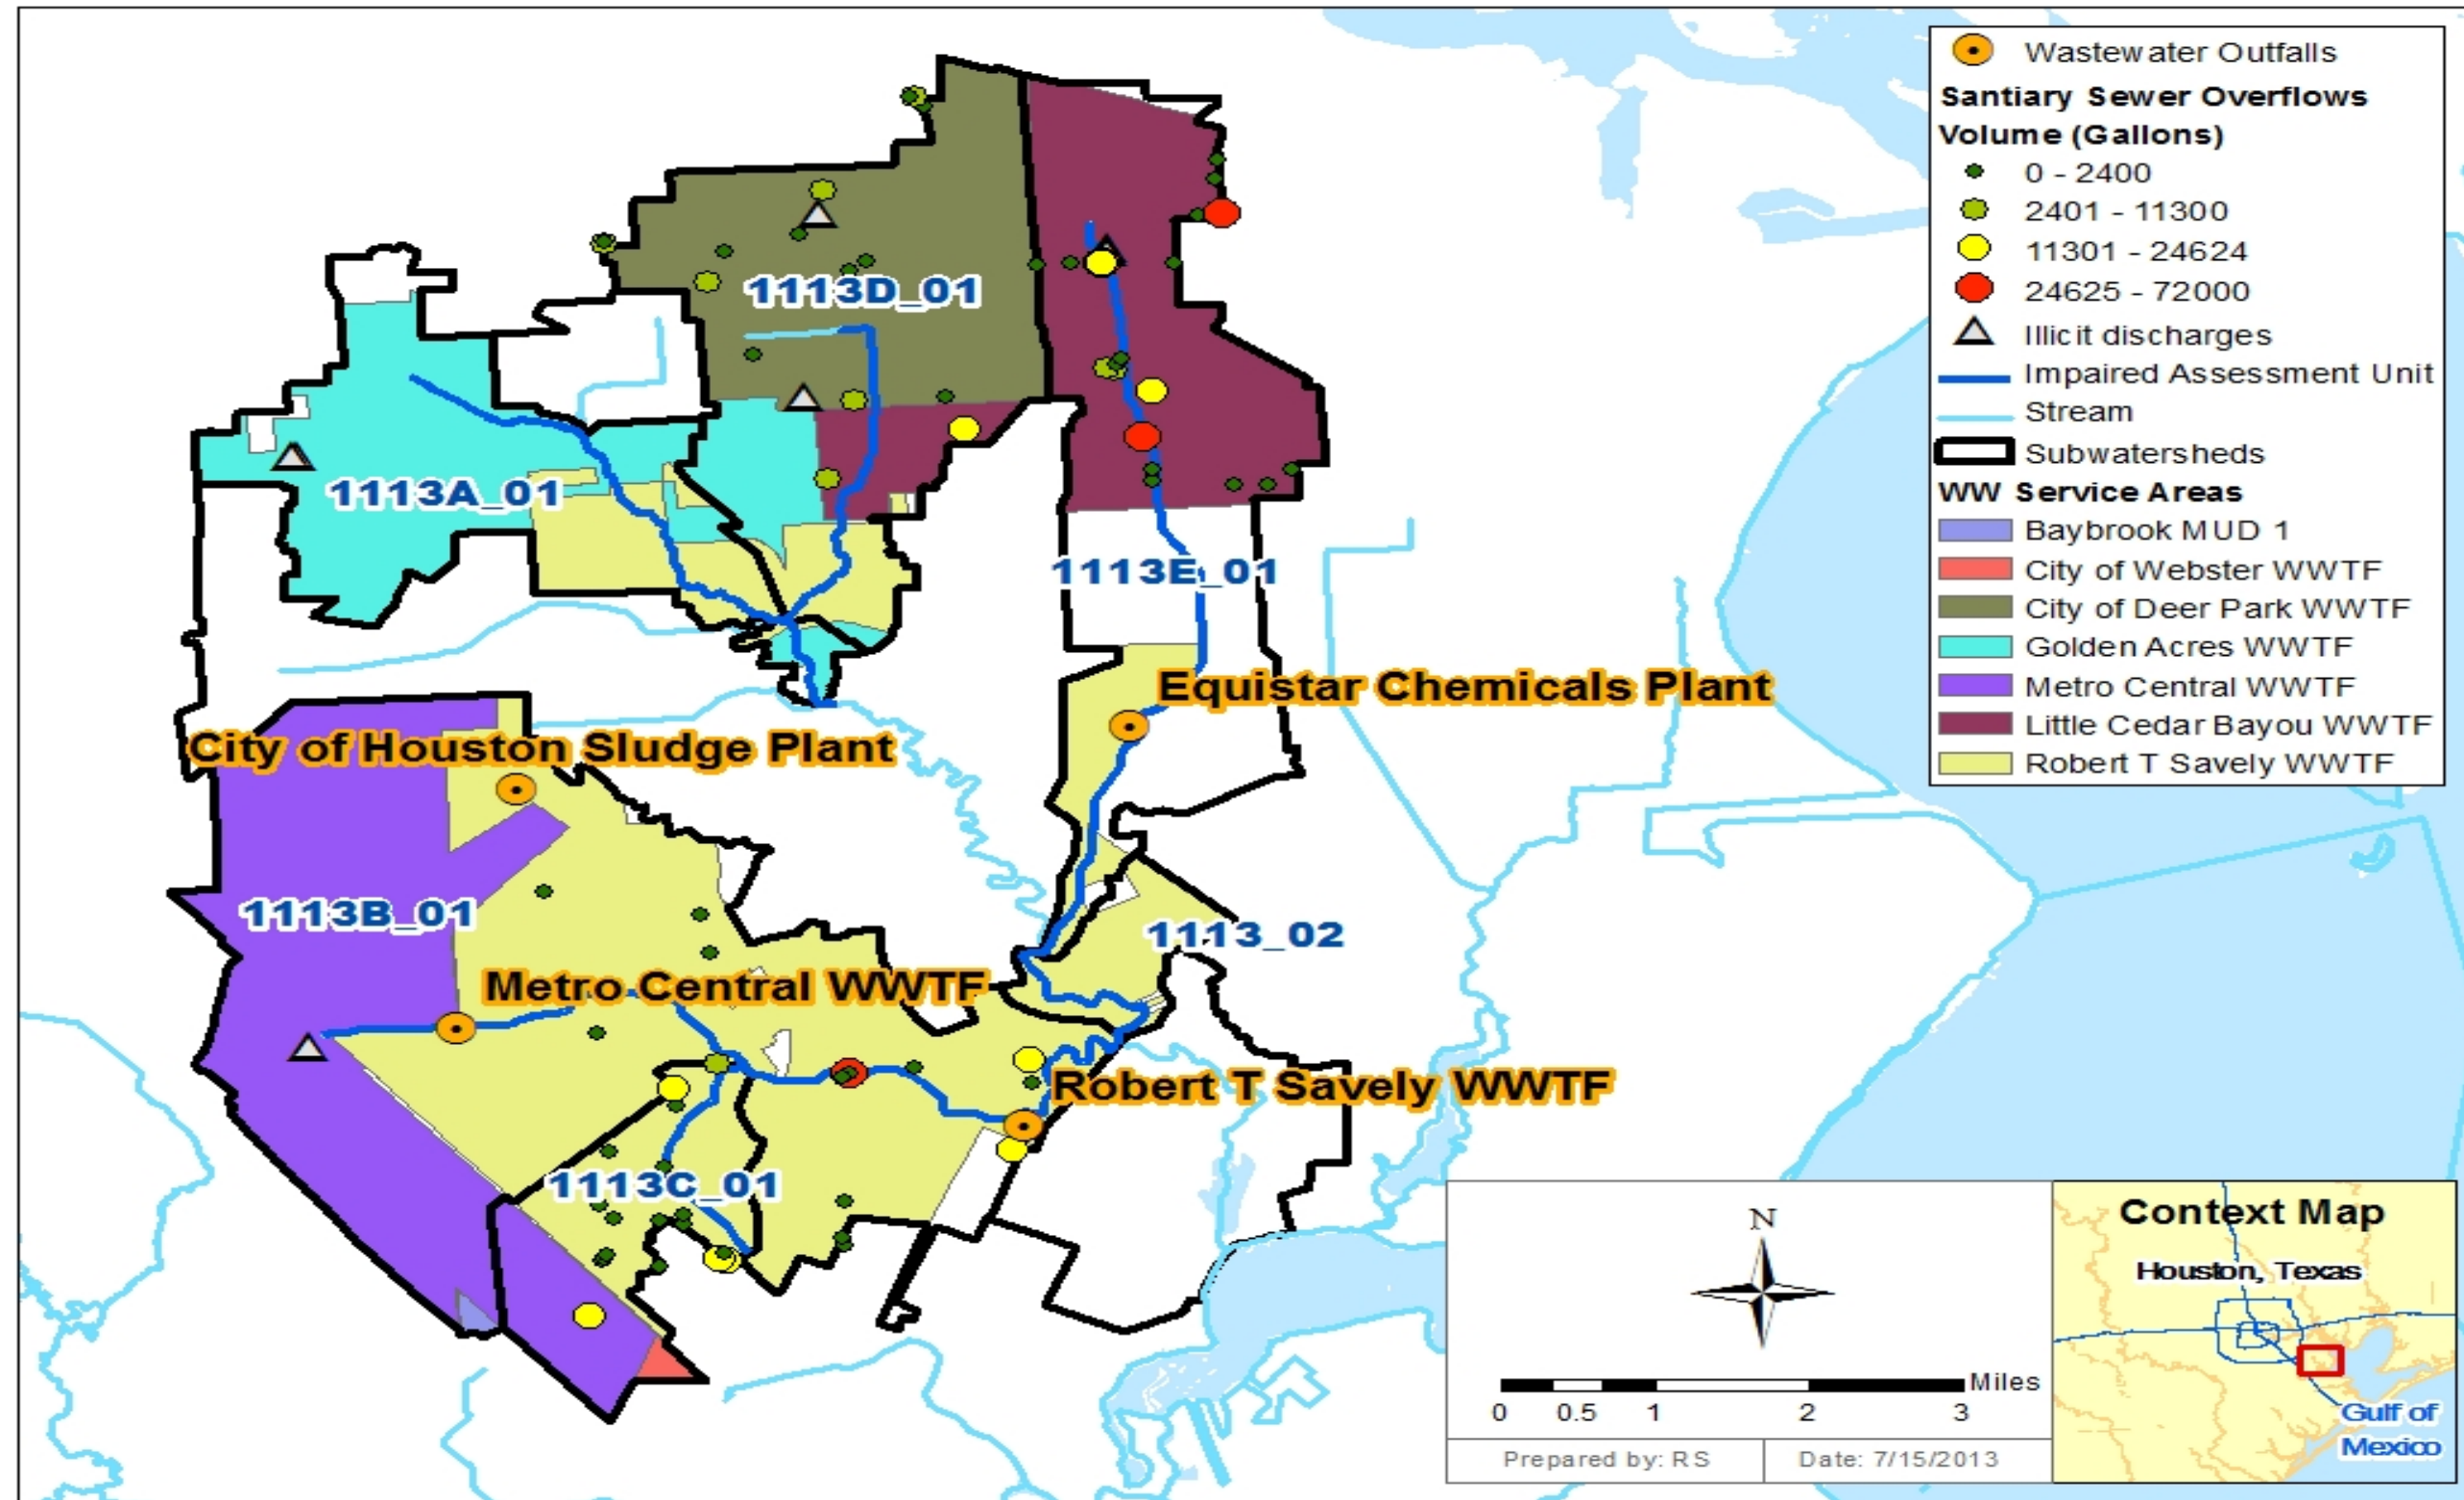 Wastewater Outfalls
Santiary Sewer Overflows
Volume (Gallons)
0 - 2400
2401 - 11300
11301 - 24624
24625 - 72000
Illicit discharges
Impaired Assessment Unit
Stream
Subwatersheds
WW Service Areas
Baybrook MUD 1
City of Webster WWTF
City of Deer Park WWTF
Golden Acres WWTF
Metro Central WWTF
Little Cedar Bayou WWTF
Robert T Savely WWTF
1113D_01
1113A_01
1113E_01
Equistar Chemicals Plant
City of Houston Sludge Plant
1113B_01
1113_02
Metro Central WWTF
Robert T Savely WWTF
1113C_01
N
Miles
0 0.5 1 2 3
Prepared by: RS
Date: 7/15/2013
Context Map
Houston, Texas
Gulf of
Mexico